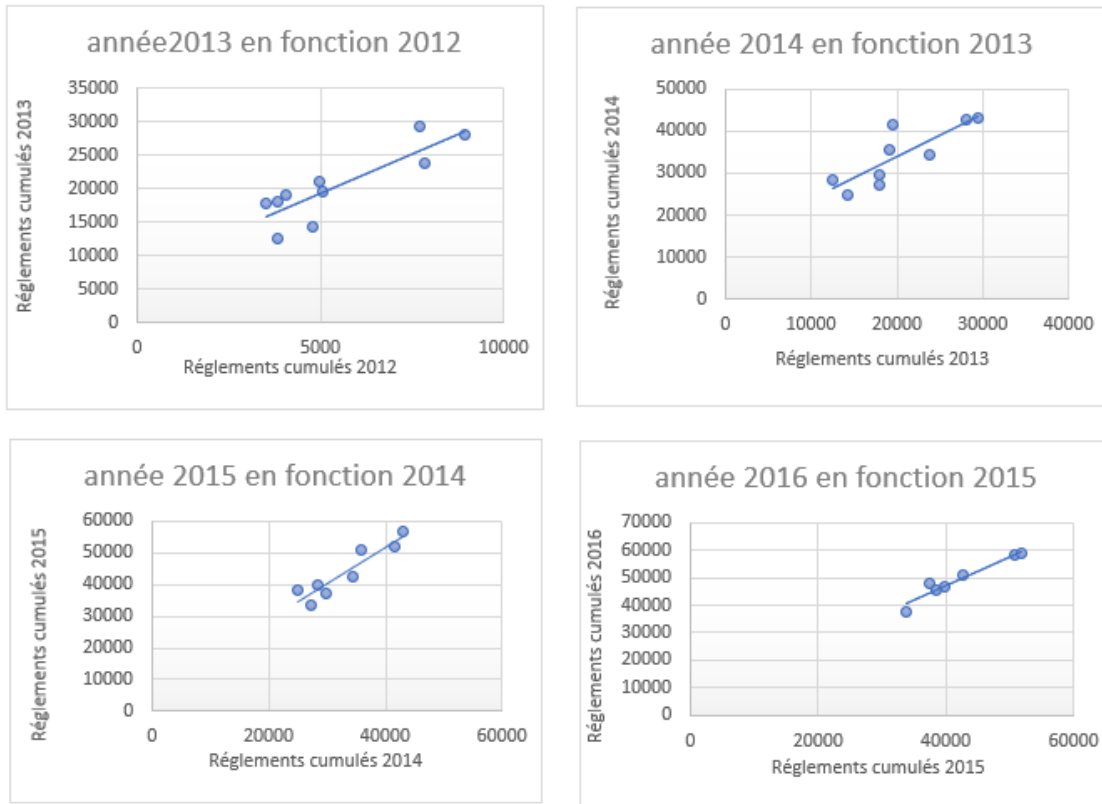 année2013 en fonction 2012
Réglements cumulés 2013
35000
30000
25000
20000
15000
10000
5000
0
0 5000 10000
Réglements cumulés 2012
année 2014 en fonction 2013
Réglements cumulés 2014
50000
40000
30000
20000
10000
0
0 10000 20000 30000 40000
Réglements cumulés 2013
année 2015 en fonction 2014
Réglements cumulés 2015
60000
50000
40000
30000
20000
10000
0
0 20000 40000 60000
Réglements cumulés 2014
année 2016 en fonction 2015
Réglements cumulés 2016
70000
60000
50000
40000
30000
20000
10000
0
0 20000 40000 60000
Réglements cumulés 2015